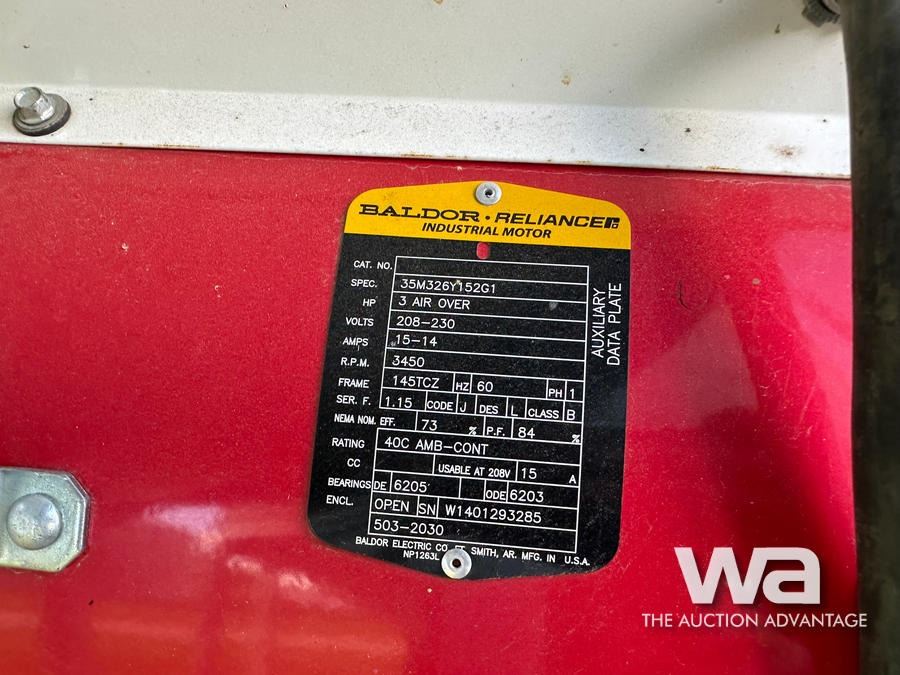 BALDOR • RELIANCE
INDUSTRIAL MOTOR
CAT. NO.
SPEC. 35M326Y152G1
HP 3 AIR OVER
VOLTS 208-230
AMPS 15-14
R.P.M. 3450
FRAME 145TCZ HZ 60 PH 1
SER. F. 1.15 CODE J DES L CLASS B
NEMA NOM. EFF. 73 % P.F. 84 %
RATING 40C AMB-CONT
CC USABLE AT 208V 15 A
BEARINGS DE 6205 ODE 6203
ENCL. OPEN SN W1401293285
503-2030
BALDOR ELECTRIC CO. FT. SMITH, AR. MFG. IN U.S.A.
NP1263L
AUXILIARY
DATA PLATE
wa
THE AUCTION ADVANTAGE